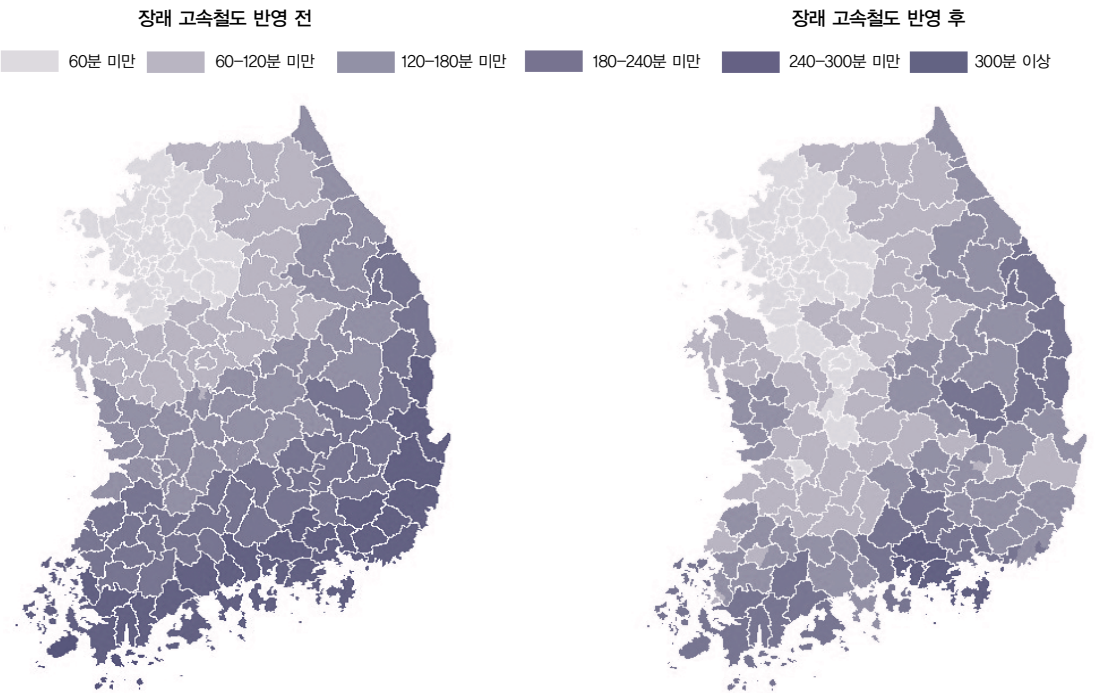 장래 고속철도 반영 전
장래 고속철도 반영 후
60분 미만
60-120분 미만
120-180분 미만
180-240분 미만
240-300분 미만
300분 이상